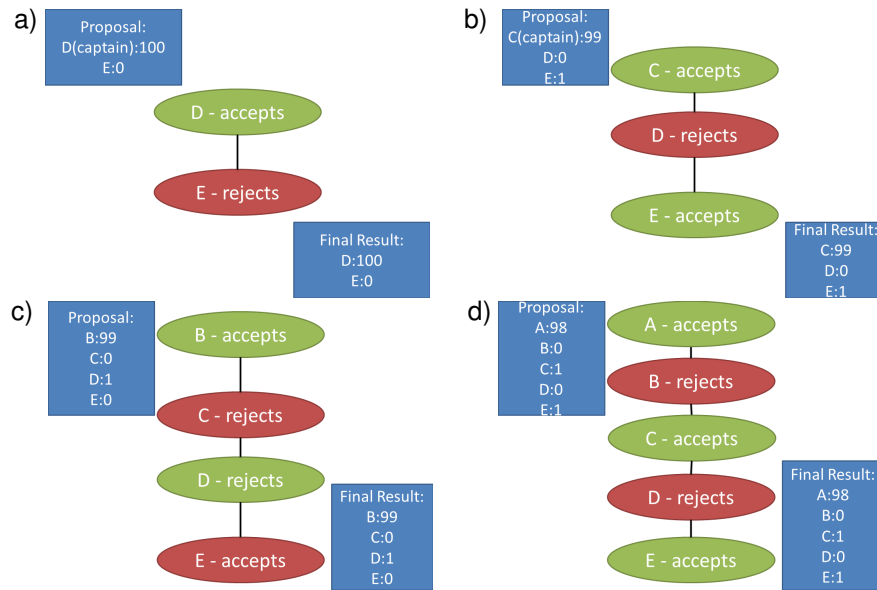 a)
Proposal:
D(captain):100
E:0
D - accepts
E - rejects
Final Result:
D:100
E:0
b)
Proposal:
C(captain):99
D:0
E:1
C - accepts
D - rejects
E - accepts
Final Result:
C:99
D:0
E:1
c)
Proposal:
B:99
C:0
D:1
E:0
B - accepts
C - rejects
D - rejects
E - accepts
Final Result:
B:99
C:0
D:1
E:0
d)
Proposal:
A:98
B:0
C:1
D:0
E:1
A - accepts
B - rejects
C - accepts
D - rejects
E - accepts
Final Result:
A:98
B:0
C:1
D:0
E:1